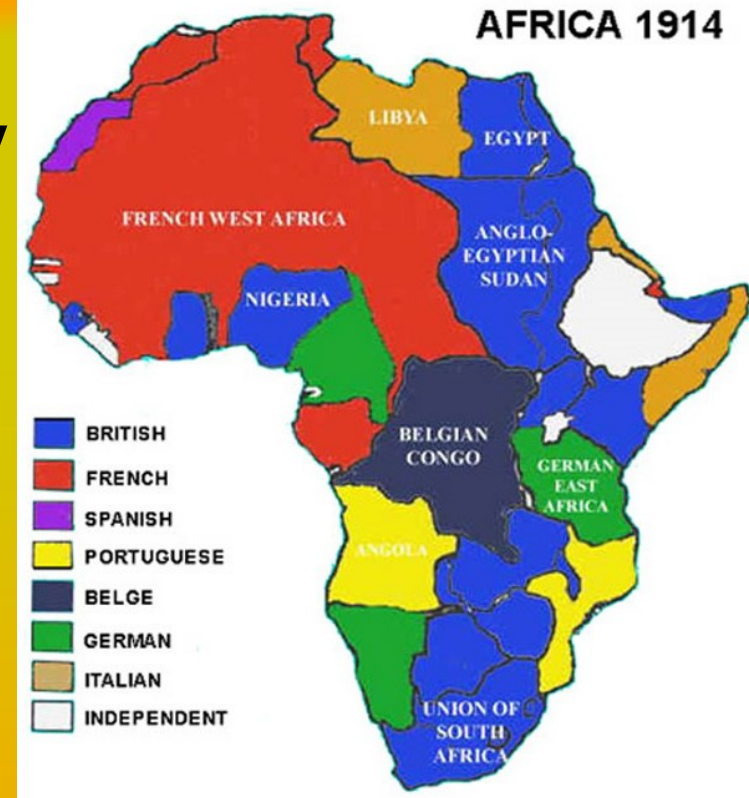 AFRICA 1914
LIBYA
EGYPT
FRENCH WEST AFRICA
ANGLO-
EGYPTIAN
SUDAN
NIGERIA
BELGIAN
CONGO
GERMAN
EAST
AFRICA
ANGOLA
UNION OF
SOUTH
AFRICA
BRITISH
FRENCH
SPANISH
PORTUGUESE
BELGE
GERMAN
ITALIAN
INDEPENDENT